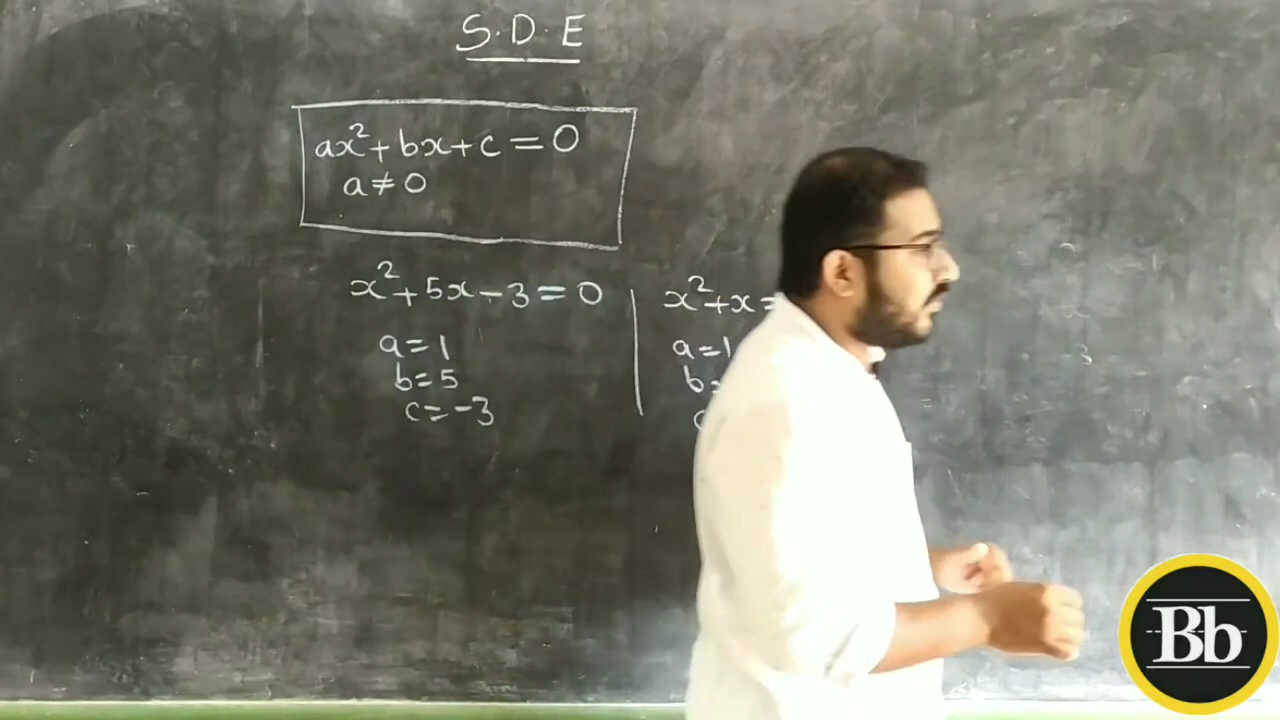 S.D.E
ax²+bx+c=0
a≠0
x²+5x-3=0
a=1
b=5
c=-3
x²+x=
a=1
b=
Bb